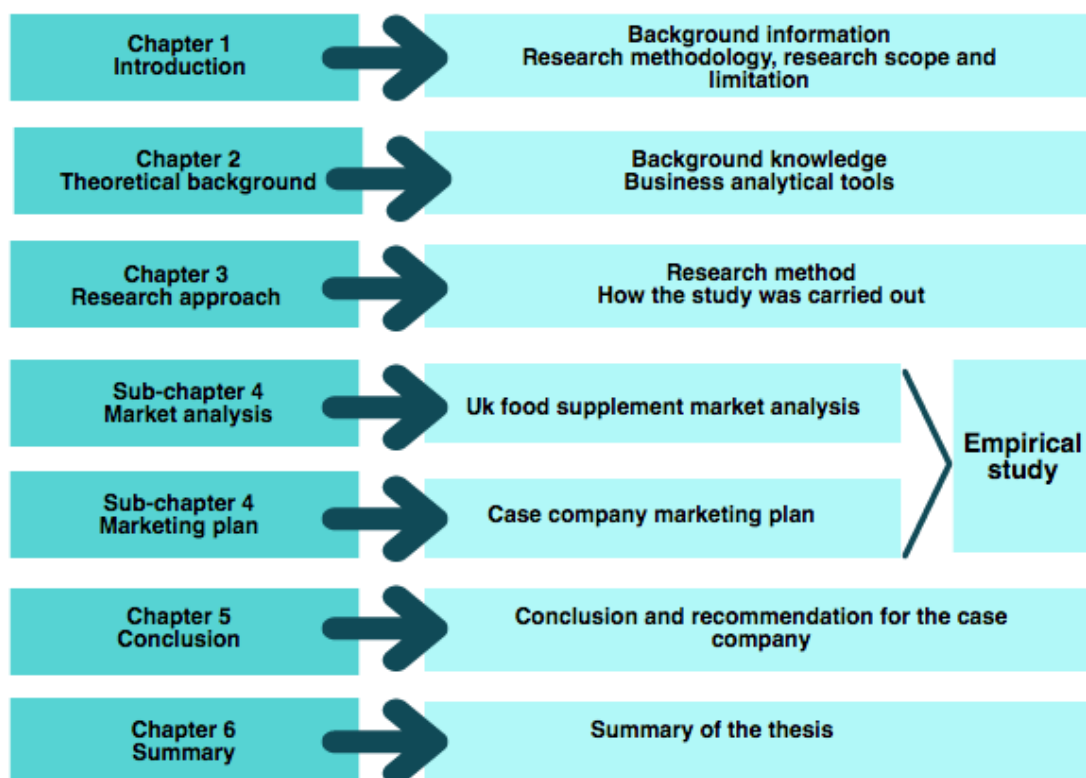 Chapter 1
Introduction
Background information
Research methodology, research scope and
limitation
Chapter 2
Theoretical background
Background knowledge
Business analytical tools
Chapter 3
Research approach
Research method
How the study was carried out
Sub-chapter 4
Market analysis
Uk food supplement market analysis
Sub-chapter 4
Marketing plan
Case company marketing plan
Empirical
study
Chapter 5
Conclusion
Conclusion and recommendation for the case
company
Chapter 6
Summary
Summary of the thesis